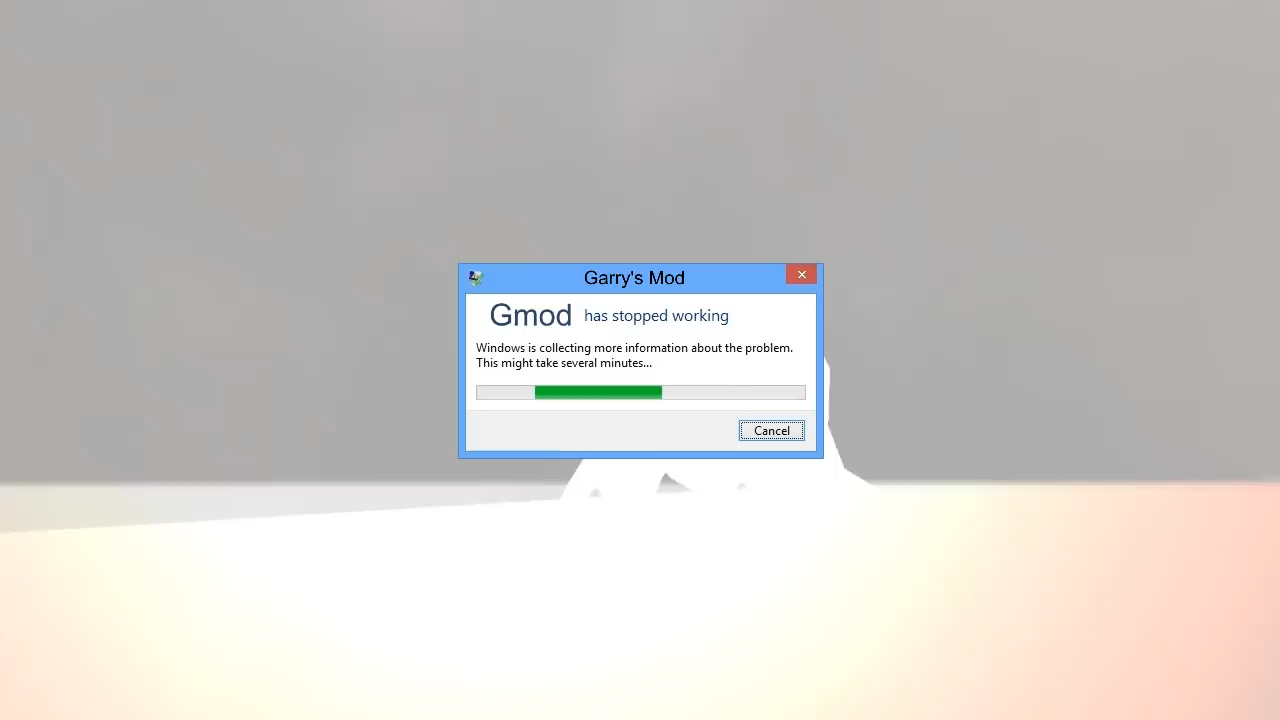 Garry's Mod
Gmod has stopped working
Windows is collecting more information about the problem.
This might take several minutes...
Cancel